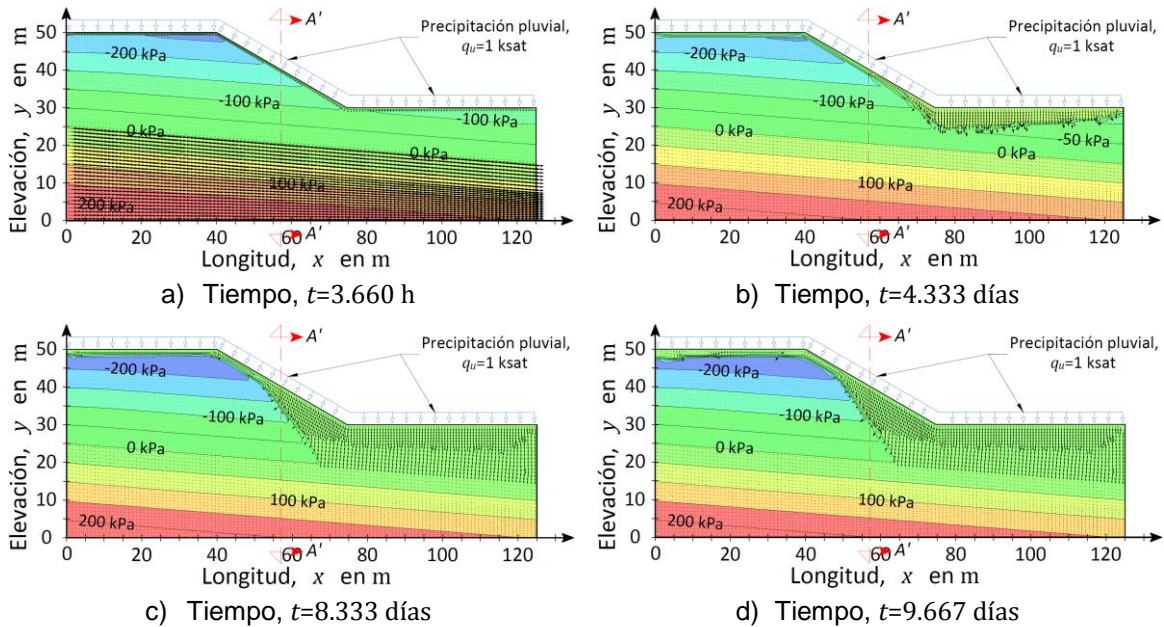 A'
Precipitación pluvial,
qu=1 ksat
Elevación, y en m
50
40
30
20
10
0
-200 kPa
-100 kPa
-100 kPa
0 kPa
0 kPa
100 kPa
200 kPa
0 20 40 60 80 100 120
A'
Longitud, x en m
a) Tiempo, t=3.660 h
A'
Precipitación pluvial,
qu=1 ksat
Elevación, y en m
50
40
30
20
10
0
-200 kPa
-100 kPa
-50 kPa
0 kPa
0 kPa
100 kPa
200 kPa
0 20 40 60 80 100 120
A'
Longitud, x en m
b) Tiempo, t=4.333 días
A'
Precipitación pluvial,
qu=1 ksat
Elevación, y en m
50
40
30
20
10
0
-200 kPa
-100 kPa
0 kPa
100 kPa
200 kPa
0 20 40 60 80 100 120
A'
Longitud, x en m
c) Tiempo, t=8.333 días
A'
Precipitación pluvial,
qu=1 ksat
Elevación, y en m
50
40
30
20
10
0
-200 kPa
-100 kPa
0 kPa
100 kPa
200 kPa
0 20 40 60 80 100 120
A'
Longitud, x en m
d) Tiempo, t=9.667 días